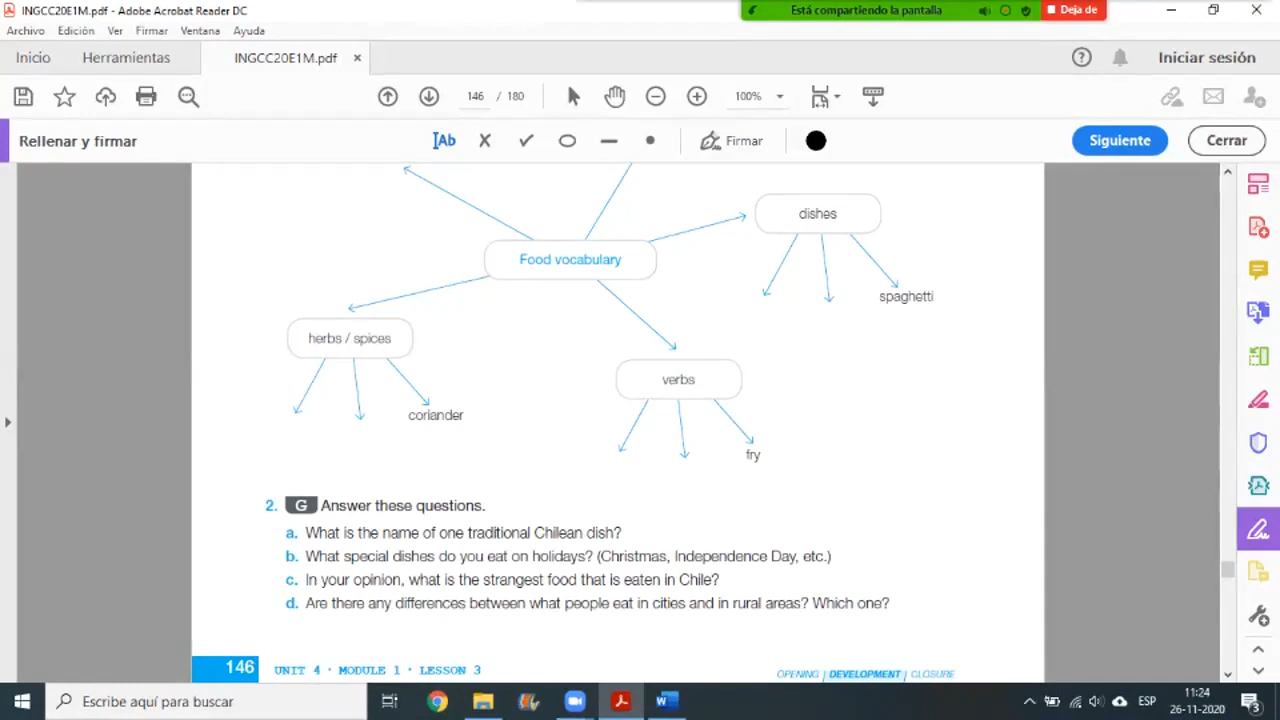 INGCC20E1M.pdf - Adobe Acrobat Reader DC
Está compartiendo la pantalla
Deja de
Archivo Edición Ver Firmar Ventana Ayuda
Inicio Herramientas INGCC20E1M.pdf × Iniciar sesión
146 / 180 100%
Rellenar y firmar Ab Firmar Siguiente Cerrar
dishes
Food vocabulary
spaghetti
herbs / spices
verbs
coriander
fry
2. G Answer these questions.
a. What is the name of one traditional Chilean dish?
b. What special dishes do you eat on holidays? (Christmas, Independence Day, etc.)
c. In your opinion, what is the strangest food that is eaten in Chile?
d. Are there any differences between what people eat in cities and in rural areas? Which one?
146 UNIT 4 · MODULE 1 · LESSON 3
OPENING | DEVELOPMENT | CLOSURE
Escribe aquí para buscar
ESP
11:24
26-11-2020
3